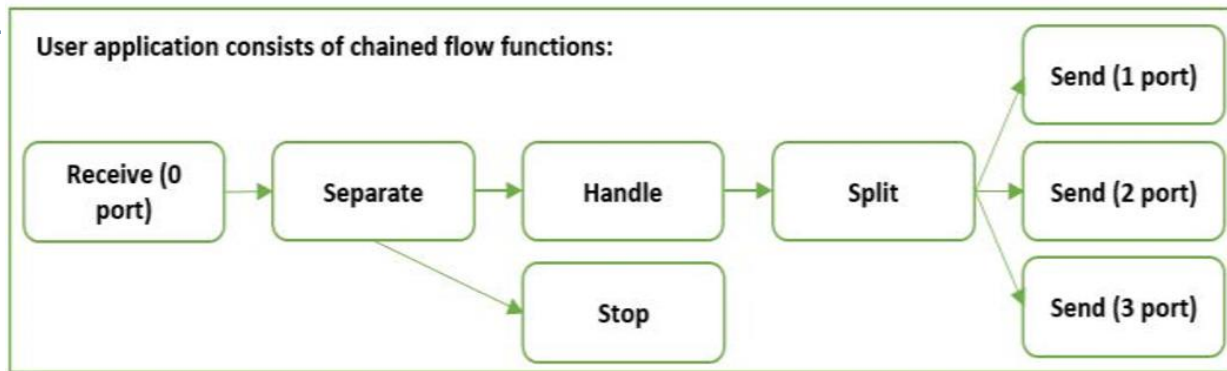 User application consists of chained flow functions:
Receive (0
port)
Separate
Handle
Split
Stop
Send (1 port)
Send (2 port)
Send (3 port)